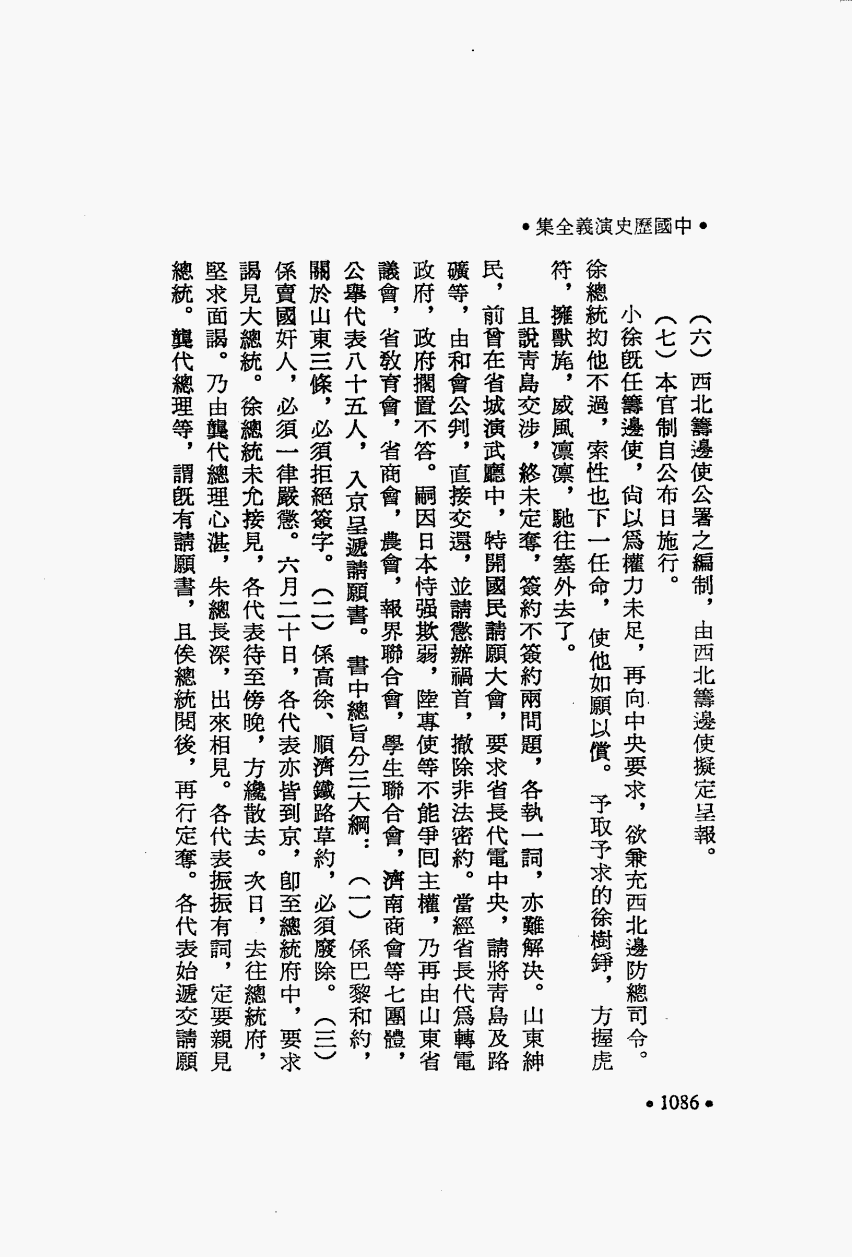 •中國歷史演義全集•
（六）西北籌邊使公署之編制，由西北籌邊使擬定呈報。
（七）本官制自公布日施行。
小徐旣任籌邊使，尙以爲權力未足，再向中央要求，欲兼充西北邊防總司令。
徐總統拗他不過，索性也下一任命，使他如願以償。予取予求的徐樹錚，方握虎
符，擁獸旄，威風凛凛，馳往塞外去了。
且說靑島交涉，終未定奪，簽約不簽約兩問題，各執一詞，亦難解決。山東紳
民，前曾在省城演武廳中，特開國民請願大會，要求省長代電中央，請將靑島及路
礦等，由和會公判，直接交還，並請懲辦禍首，撤除非法密約。當經省長代爲轉電
政府，政府擱置不答。嗣因日本恃强欺弱，陸專使等不能爭回主權，乃再由山東省
議會，省敎育會，省商會，農會，報界聯合會，學生聯合會，濟南商會等七團體，
公舉代表八十五人，入京呈遞請願書。書中總旨分三大綱：（一）係巴黎和約，
關於山東三條，必須拒絕簽字。（二）係高徐、順濟鐵路草約，必須廢除。（三）
係賣國奸人，必須一律嚴懲。六月二十日，各代表亦皆到京，卽至總統府中，要求
謁見大總統。徐總統未允接見，各代表待至傍晚，方纔散去。次日，去往總統府，
堅求面謁。乃由龔代總理心湛，朱總長深，出來相見。各代表振振有詞，定要親見
總統。龔代總理等，謂旣有請願書，且俟總統閱後，再行定奪。各代表始遞交請願
•1086•